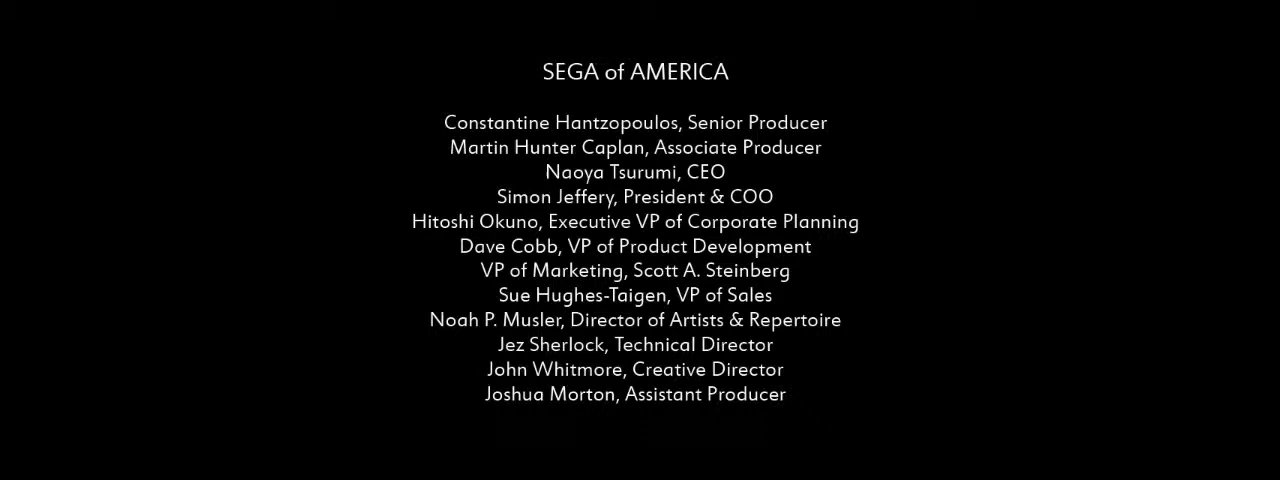 SEGA of AMERICA
Constantine Hantzopoulos, Senior Producer
Martin Hunter Caplan, Associate Producer
Naoya Tsurumi, CEO
Simon Jeffery, President & COO
Hitoshi Okuno, Executive VP of Corporate Planning
Dave Cobb, VP of Product Development
VP of Marketing, Scott A. Steinberg
Sue Hughes-Taigen, VP of Sales
Noah P. Musler, Director of Artists & Repertoire
Jez Sherlock, Technical Director
John Whitmore, Creative Director
Joshua Morton, Assistant Producer